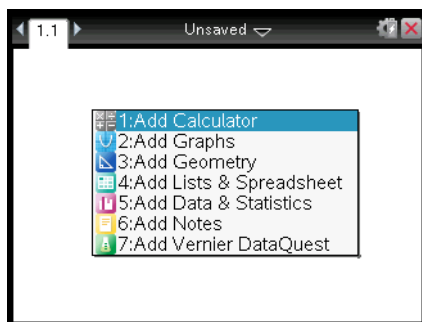 1.1 Unsaved
1:Add Calculator
2:Add Graphs
3:Add Geometry
4:Add Lists & Spreadsheet
5:Add Data & Statistics
6:Add Notes
7:Add Vernier DataQuest